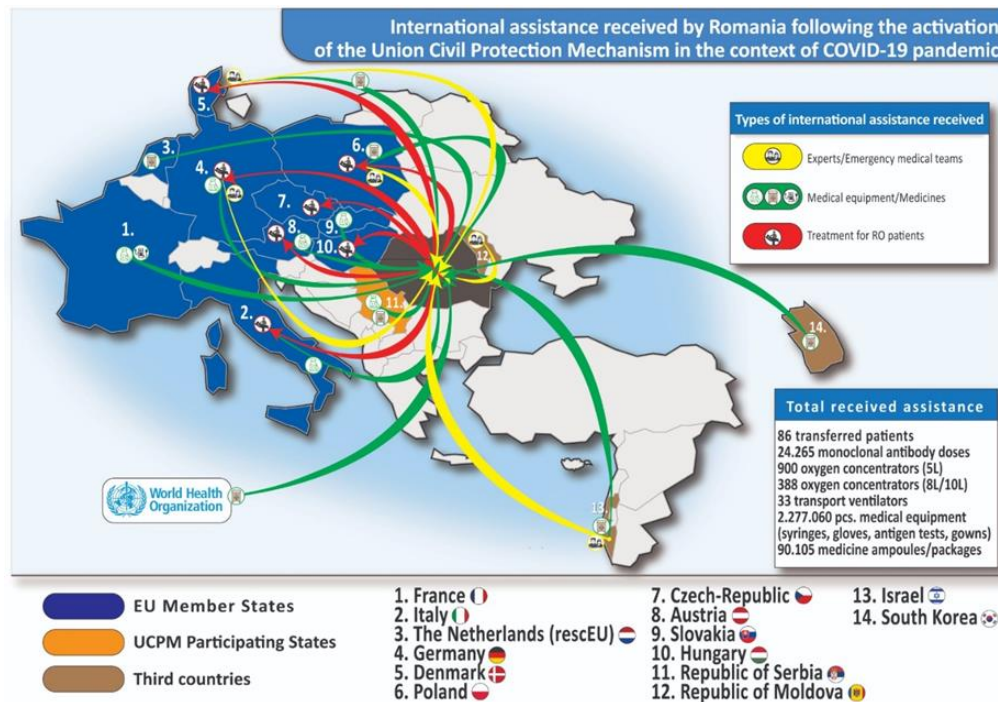 International assistance received by Romania following the activation
of the Union Civil Protection Mechanism in the context of COVID-19 pandemic
Types of international assistance received
Experts/Emergency medical teams
Medical equipment/Medicines
Treatment for RO patients
5.
3.
6.
4.
7.
1.
8.
9.
10.
12.
11.
2.
14.
13.
World Health
Organization
Total received assistance
86 transferred patients
24.265 monoclonal antibody doses
900 oxygen concentrators (5L)
388 oxygen concentrators (8L/10L)
33 transport ventilators
2.277.060 pcs. medical equipment
(syringes, gloves, antigen tests, gowns)
90.105 medicine ampoules/packages
EU Member States
UCPM Participating States
Third countries
1. France
2. Italy
3. The Netherlands (rescEU)
4. Germany
5. Denmark
6. Poland
7. Czech-Republic
8. Austria
9. Slovakia
10. Hungary
11. Republic of Serbia
12. Republic of Moldova
13. Israel
14. South Korea